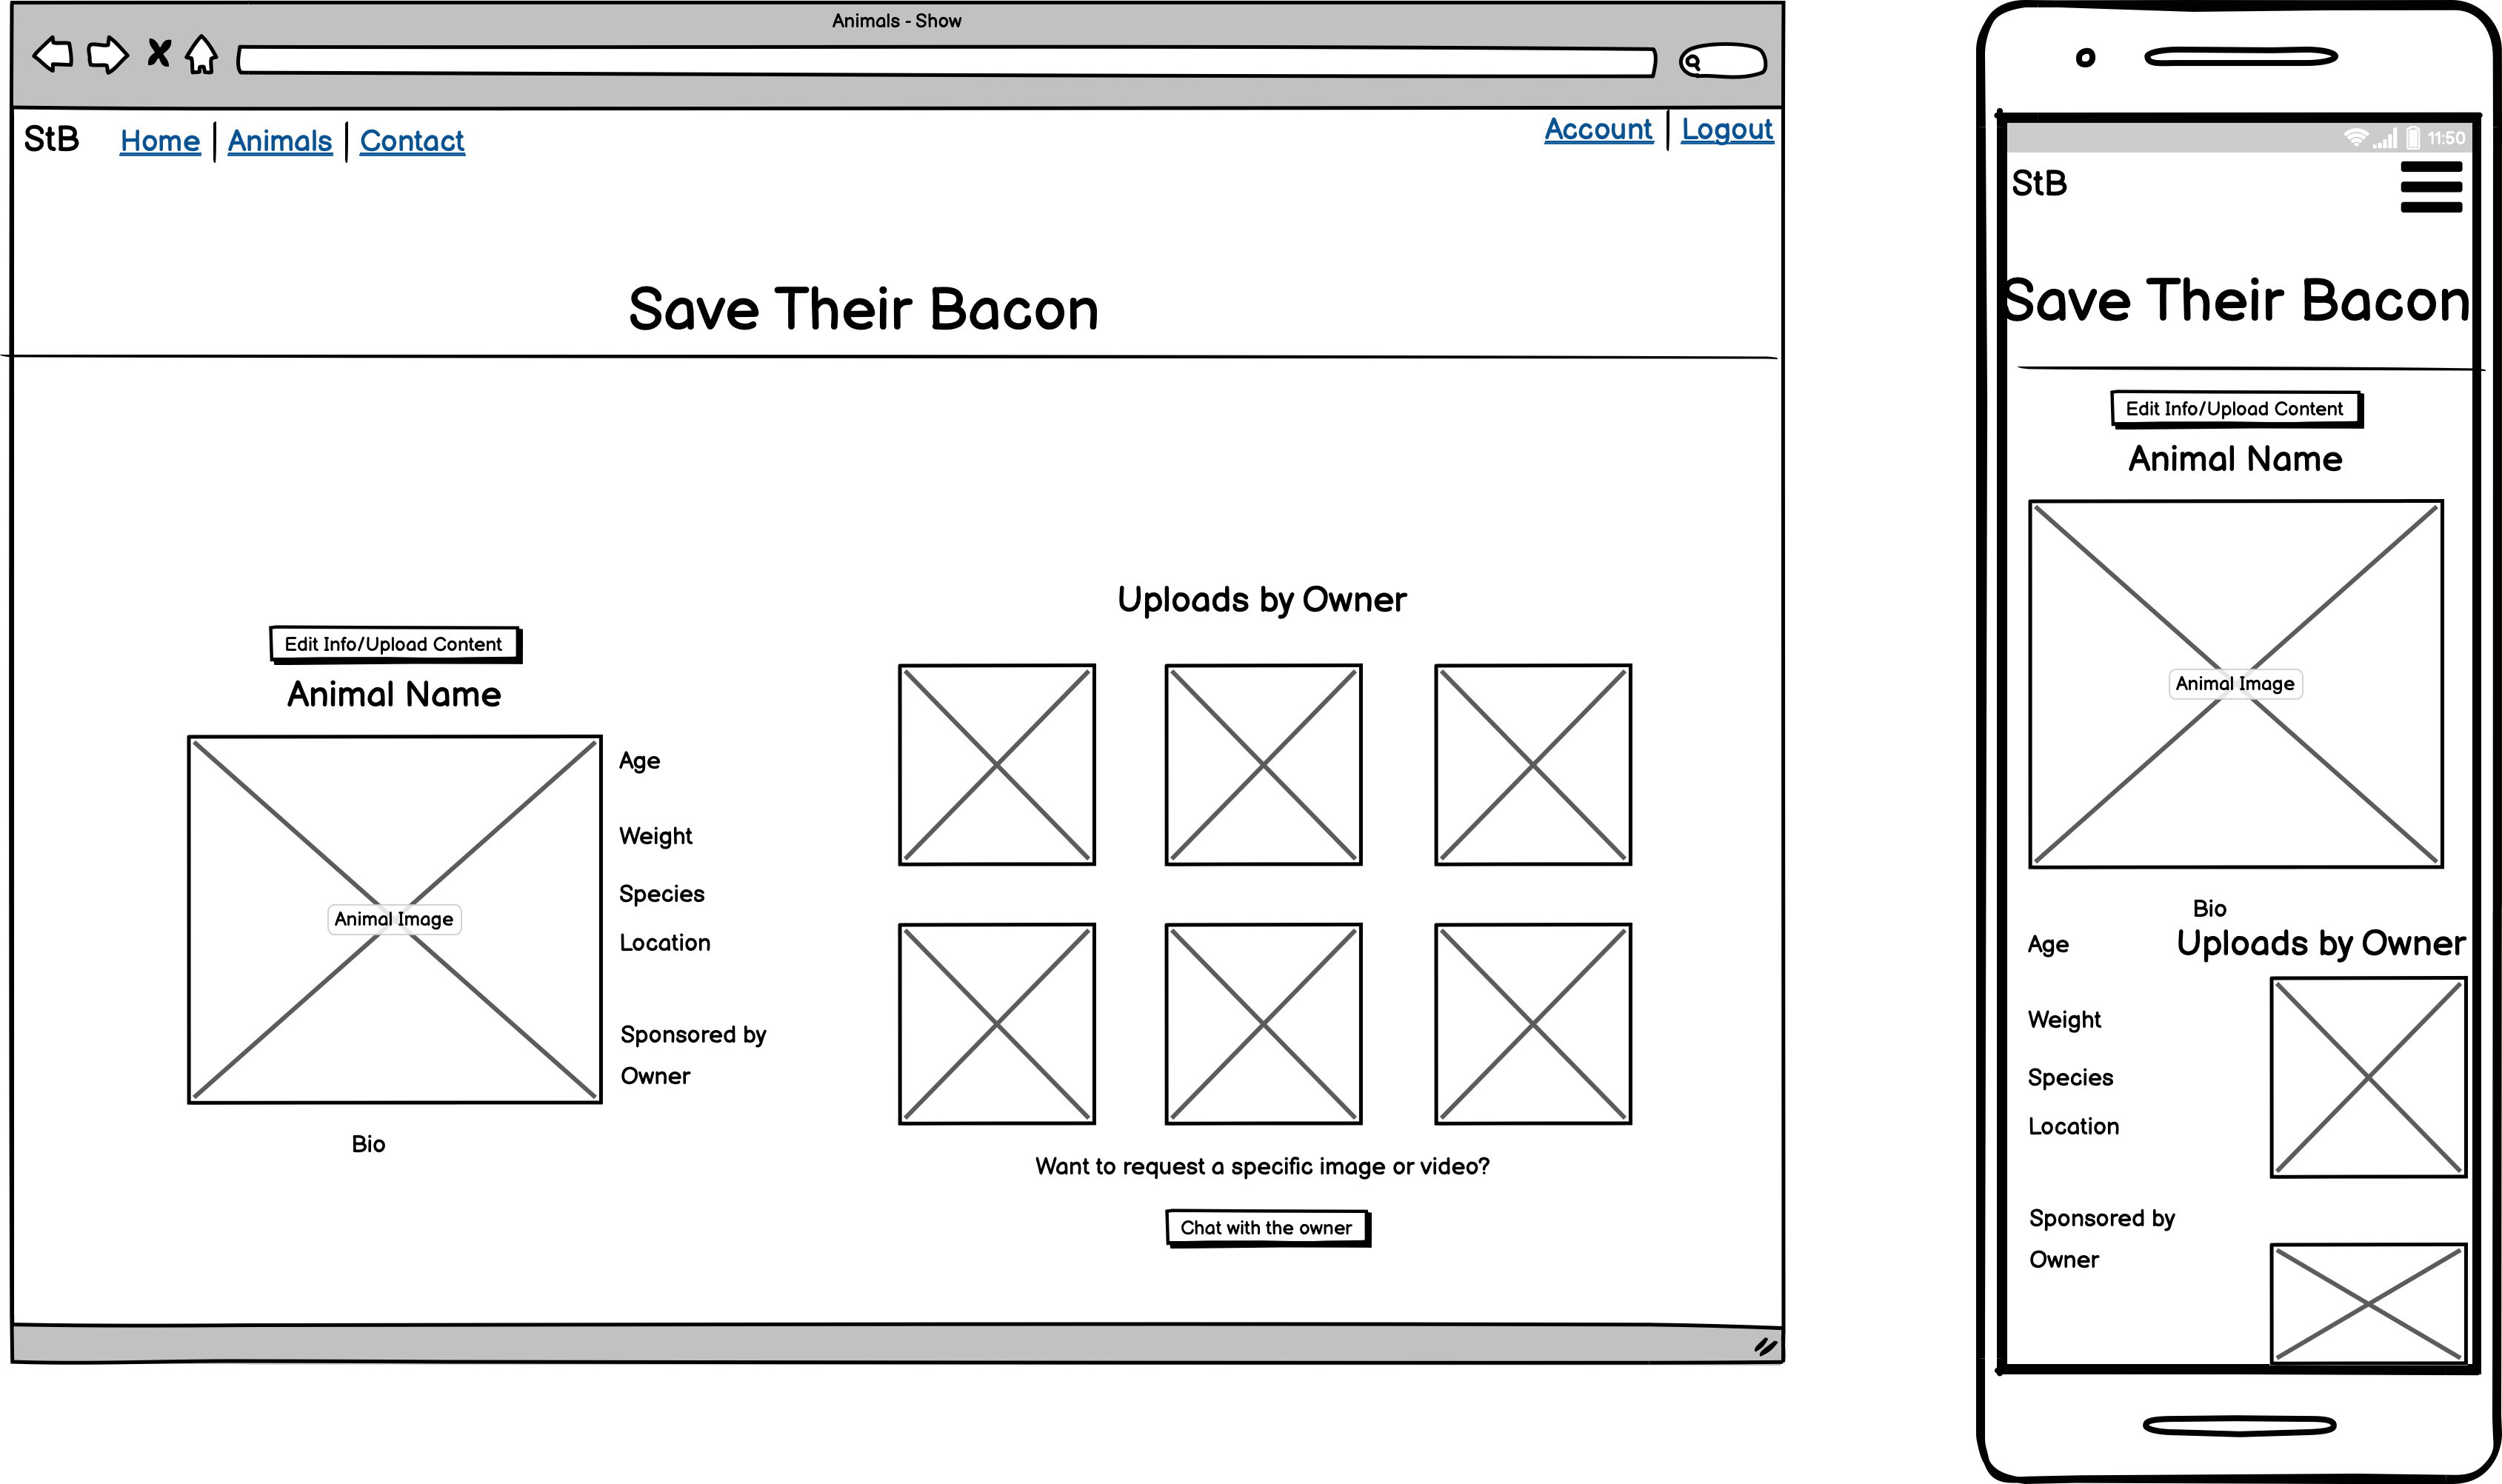 Animals - Show
StB Home Animals Contact Account Logout
Save Their Bacon
Uploads by Owner
Edit Info/Upload Content
Animal Name
Age
Weight
Species
Animal Image
Location
Sponsored by
Owner
Bio
Want to request a specific image or video?
Chat with the owner
11:50
StB
Save Their Bacon
Edit Info/Upload Content
Animal Name
Animal Image
Bio
Age
Uploads by Owner
Weight
Species
Location
Sponsored by
Owner